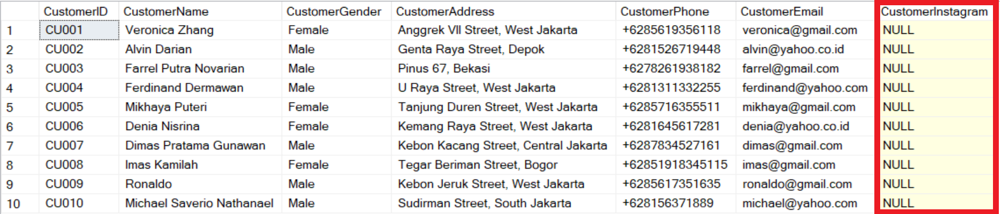 CustomerID CustomerName CustomerGender CustomerAddress CustomerPhone CustomerEmail CustomerInstagram
1 CU001 Veronica Zhang Female Anggrek VII Street, West Jakarta +6285619356118 veronica@gmail.com NULL
2 CU002 Alvin Darian Male Genta Raya Street, Depok +6281526719448 alvin@yahoo.co.id NULL
3 CU003 Farrel Putra Novarian Male Pinus 67, Bekasi +6278261938182 farrel@gmail.com NULL
4 CU004 Ferdinand Dermawan Male U Raya Street, West Jakarta +6281311332255 ferdinand@yahoo.com NULL
5 CU005 Mikhaya Puteri Female Tanjung Duren Street, West Jakarta +6285716355511 mikhaya@gmail.com NULL
6 CU006 Denia Nisrina Female Kemang Raya Street, West Jakarta +6281645617281 denia@yahoo.co.id NULL
7 CU007 Dimas Pratama Gunawan Male Kebon Kacang Street, Central Jakarta +6287834527161 dimas@gmail.com NULL
8 CU008 Imas Kamilah Female Tegar Beriman Street, Bogor +62851918345115 imas@gmail.com NULL
9 CU009 Ronaldo Male Kebon Jeruk Street, West Jakarta +6285617351635 ronaldo@gmail.com NULL
10 CU010 Michael Saverio Nathanael Male Sudirman Street, South Jakarta +628156371889 michael@yahoo.com NULL